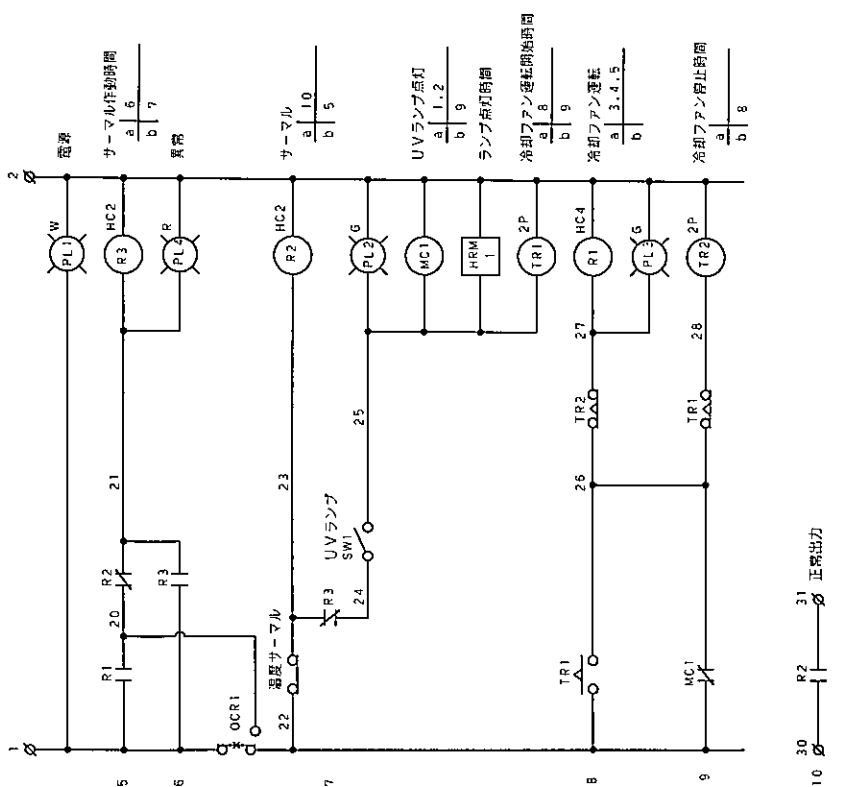 1
2
W
PL1
電源
5
R1
20
R2
21
R3
HC2
サーマル作動時間
a 6
b 7
6
R3
PL4
R
異常
OCR1
22
温度サーマル
23
R2
HC2
サーマル
a 10
b 5
7
R3
24
UVランプ
SW1
25
PL2
G
MC1
UVランプ点灯
a 1.2
b 9
HRM
1
ランプ点灯時間
TR1
2P
冷却ファン運転開始時間
a 8
b 9
8
TR1
26
TR2
27
R1
HC4
冷却ファン運転
a 3.4.5
b
PL3
G
9
MC1
TR1
28
TR2
2P
冷却ファン停止時間
a
b 8
10
30
R2
31
正常出力